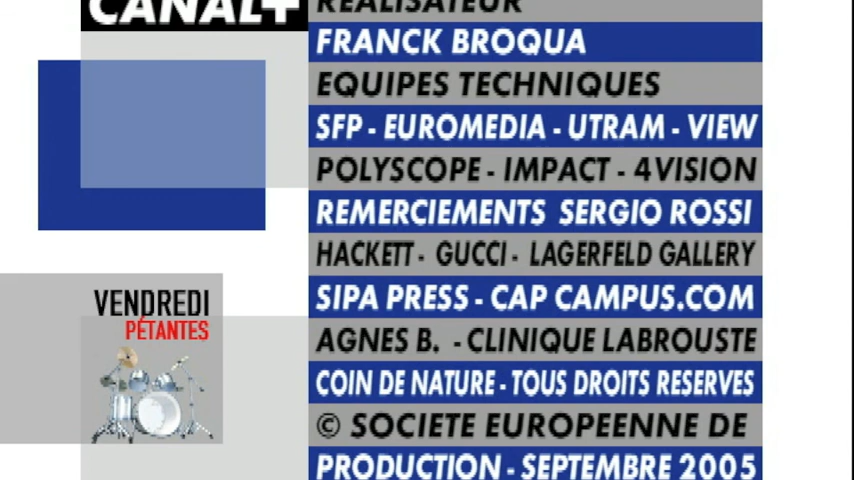 CANAL+
REALISATEUR
FRANCK BROQUA
EQUIPES TECHNIQUES
SFP - EUROMEDIA - UTRAM - VIEW
POLYSCOPE - IMPACT - 4VISION
REMERCIEMENTS SERGIO ROSSI
HACKETT - GUCCI - LAGERFELD GALLERY
SIPA PRESS - CAP CAMPUS.COM
AGNES B. - CLINIQUE LABROUSTE
COIN DE NATURE - TOUS DROITS RESERVES
© SOCIETE EUROPEENNE DE
PRODUCTION - SEPTEMBRE 2005
VENDREDI
PÉTANTES